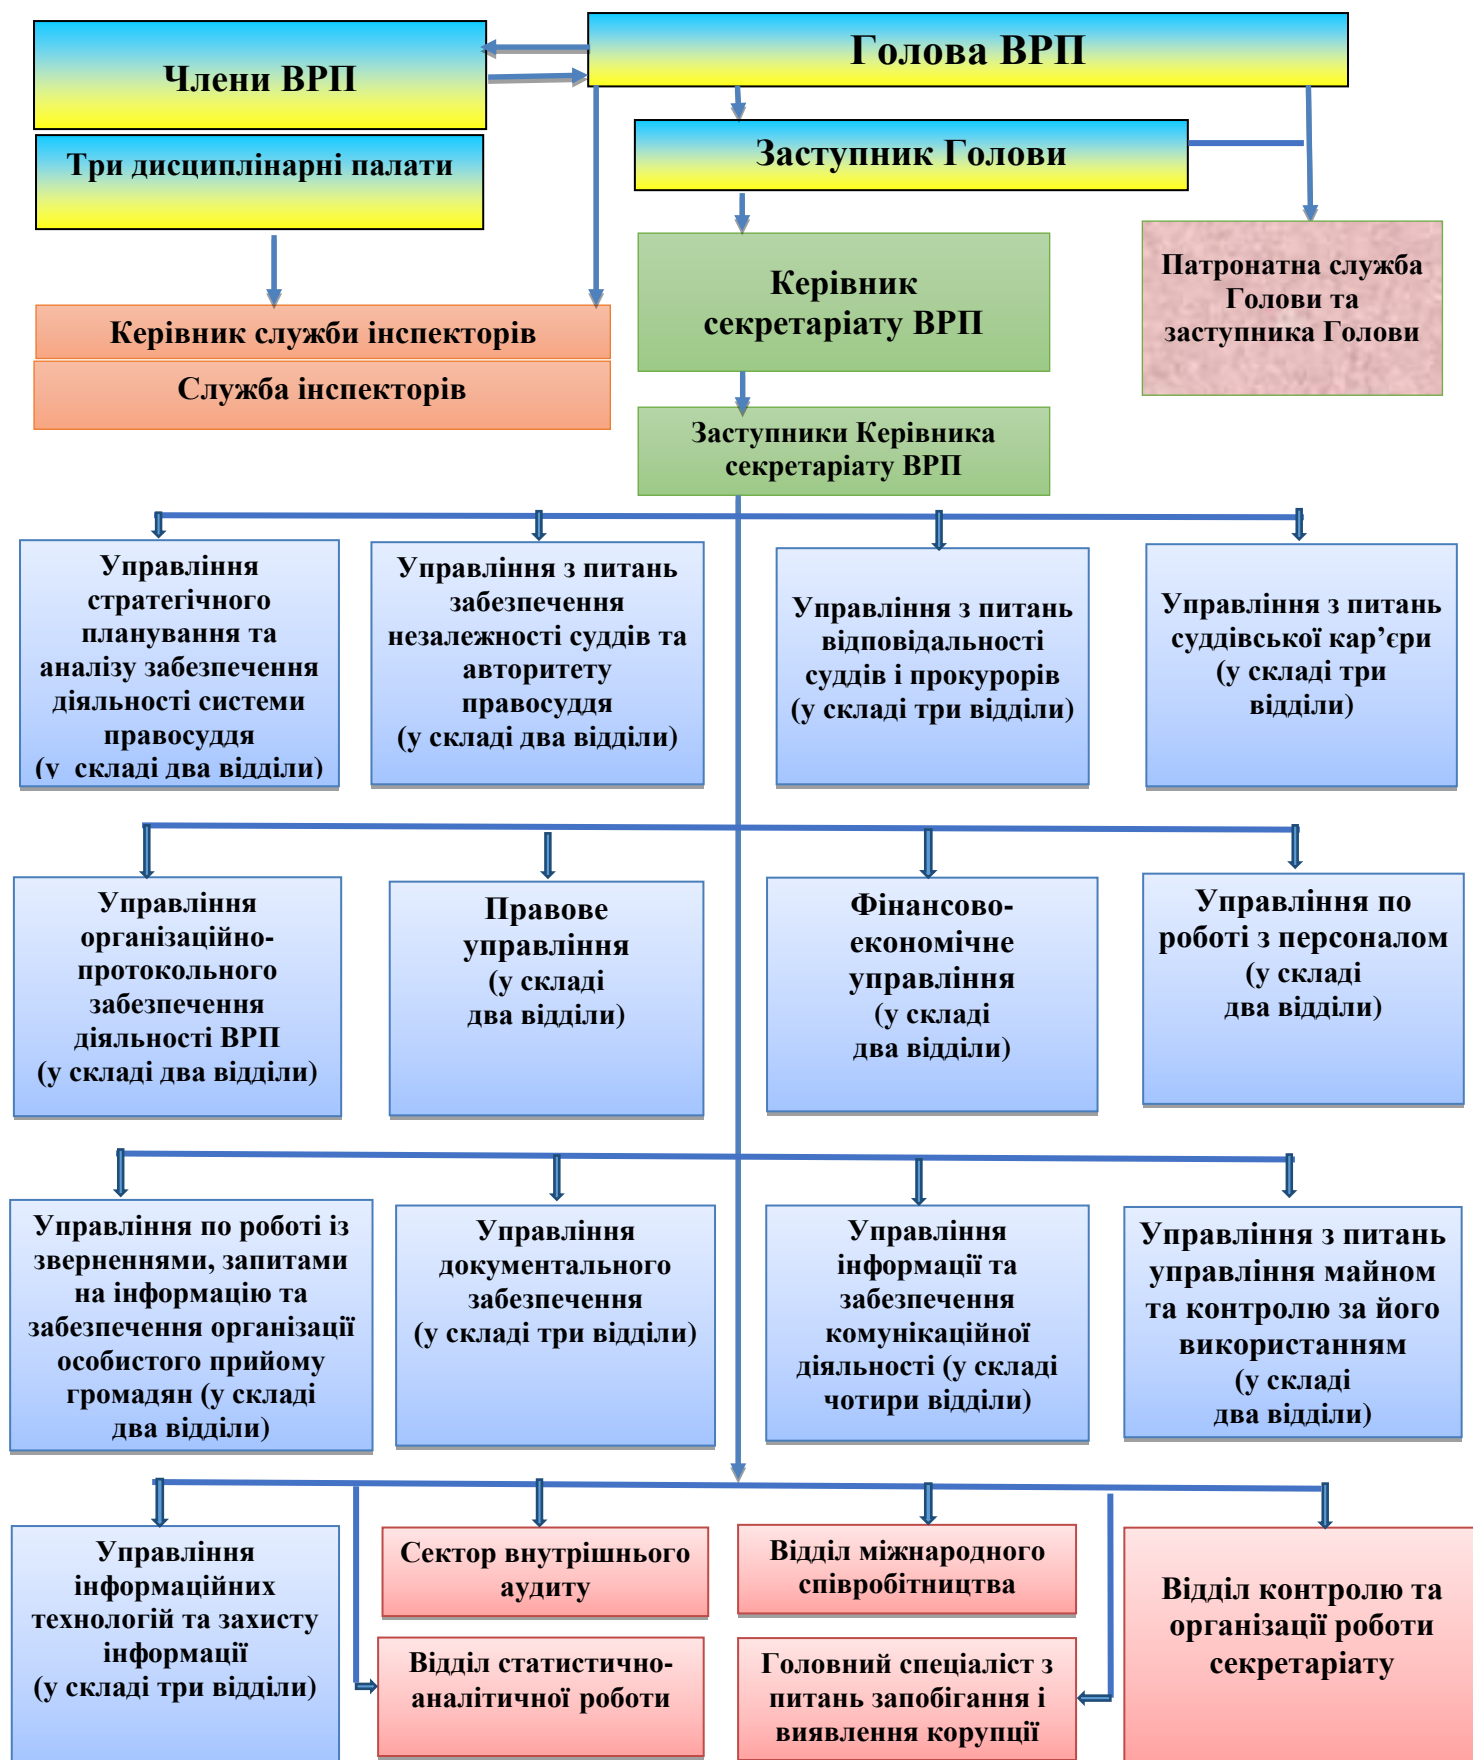 Члени ВРП
Голова ВРП
Три дисциплінарні палати
Заступник Голови
Керівник
секретаріату ВРП
Патронатна служба
Голови та
заступника Голови
Керівник служби інспекторів
Служба інспекторів
Заступники Керівника
секретаріату ВРП
Управління
стратегічного
планування та
аналізу забезпечення
діяльності системи
правосуддя
(у складі два відділи)
Управління з питань
забезпечення
незалежності суддів та
авторитету
правосуддя
(у складі два відділи)
Управління з питань
відповідальності
суддів і прокурорів
(у складі три відділи)
Управління з питань
суддівської кар’єри
(у складі три
відділи)
Управління
організаційно-
протокольного
забезпечення
діяльності ВРП
(у складі два відділи)
Правове
управління
(у складі
два відділи)
Фінансово-
економічне
управління
(у складі
два відділи)
Управління по
роботі з персоналом
(у складі
два відділи)
Управління по роботі із
зверненнями, запитами
на інформацію та
забезпечення організації
особистого прийому
громадян (у складі
два відділи)
Управління
документального
забезпечення
(у складі три відділи)
Управління
інформації та
забезпечення
комунікаційної
діяльності (у складі
чотири відділи)
Управління з питань
управління майном
та контролю за його
використанням
(у складі
два відділи)
Управління
інформаційних
технологій та захисту
інформації
(у складі три відділи)
Сектор внутрішнього
аудиту
Відділ статистично-
аналітичної роботи
Відділ міжнародного
співробітництва
Головний спеціаліст з
питань запобігання і
виявлення корупції
Відділ контролю та
організації роботи
секретаріату